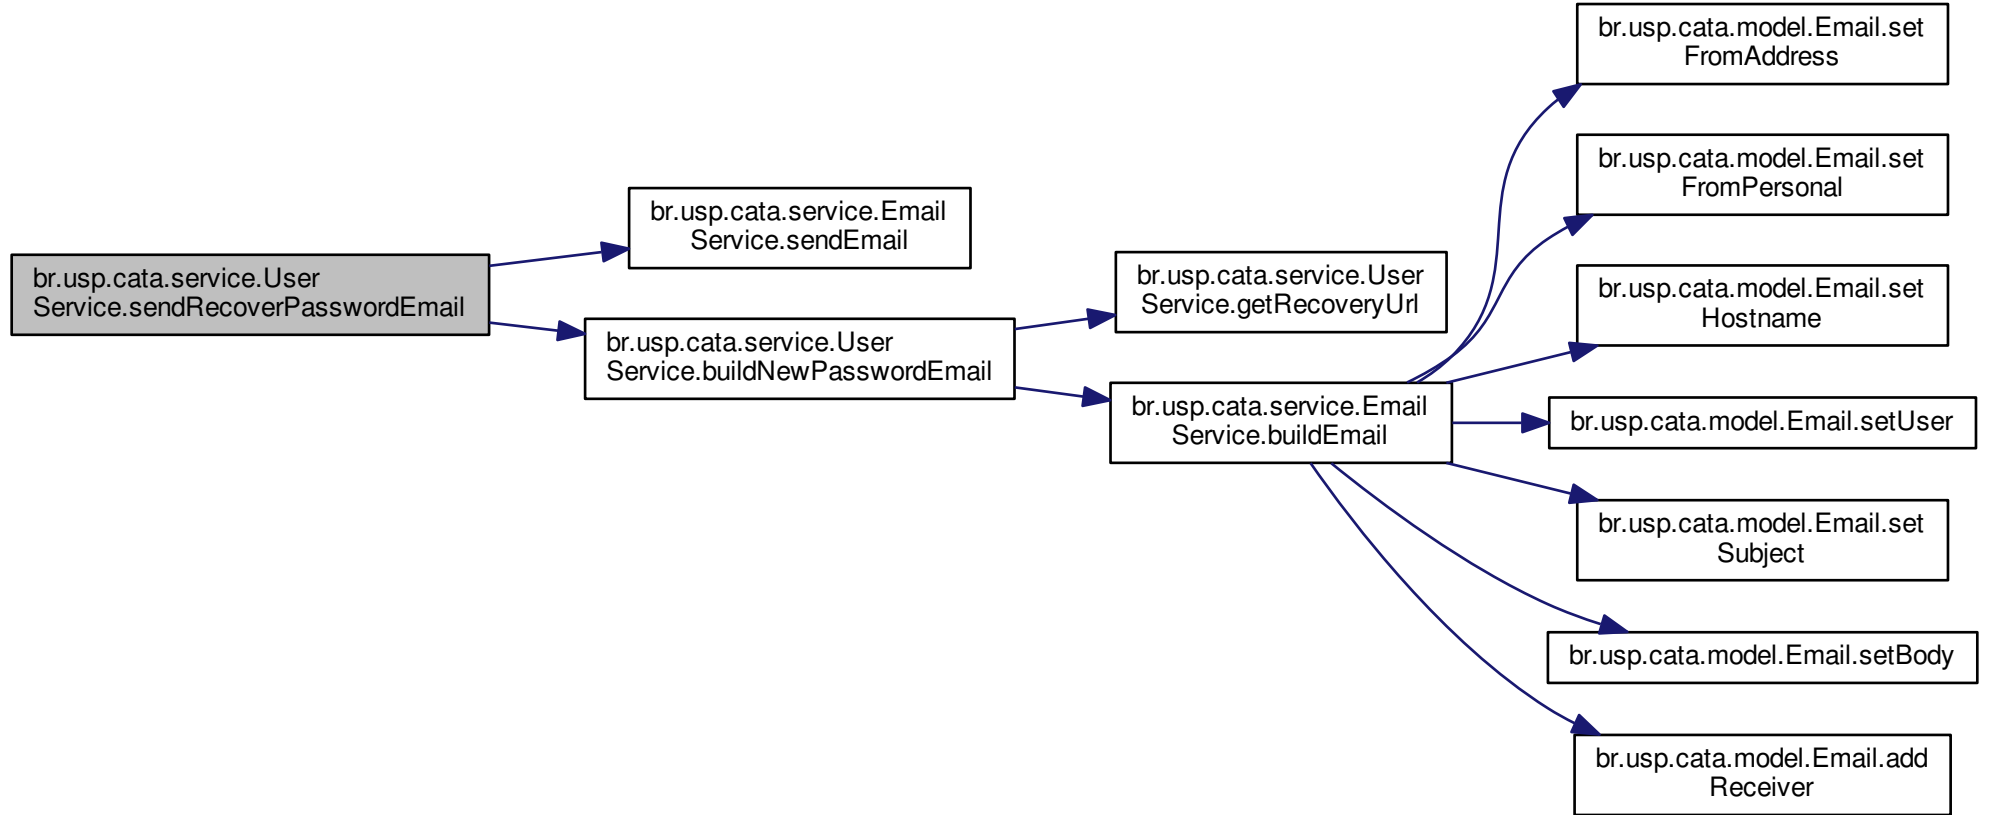 br.usp.cata.service.User
Service.sendRecoverPasswordEmail
br.usp.cata.service.Email
Service.sendEmail
br.usp.cata.service.User
Service.buildNewPasswordEmail
br.usp.cata.service.User
Service.getRecoveryUrl
br.usp.cata.service.Email
Service.buildEmail
br.usp.cata.model.Email.set
FromAddress
br.usp.cata.model.Email.set
FromPersonal
br.usp.cata.model.Email.set
Hostname
br.usp.cata.model.Email.setUser
br.usp.cata.model.Email.set
Subject
br.usp.cata.model.Email.setBody
br.usp.cata.model.Email.add
Receiver